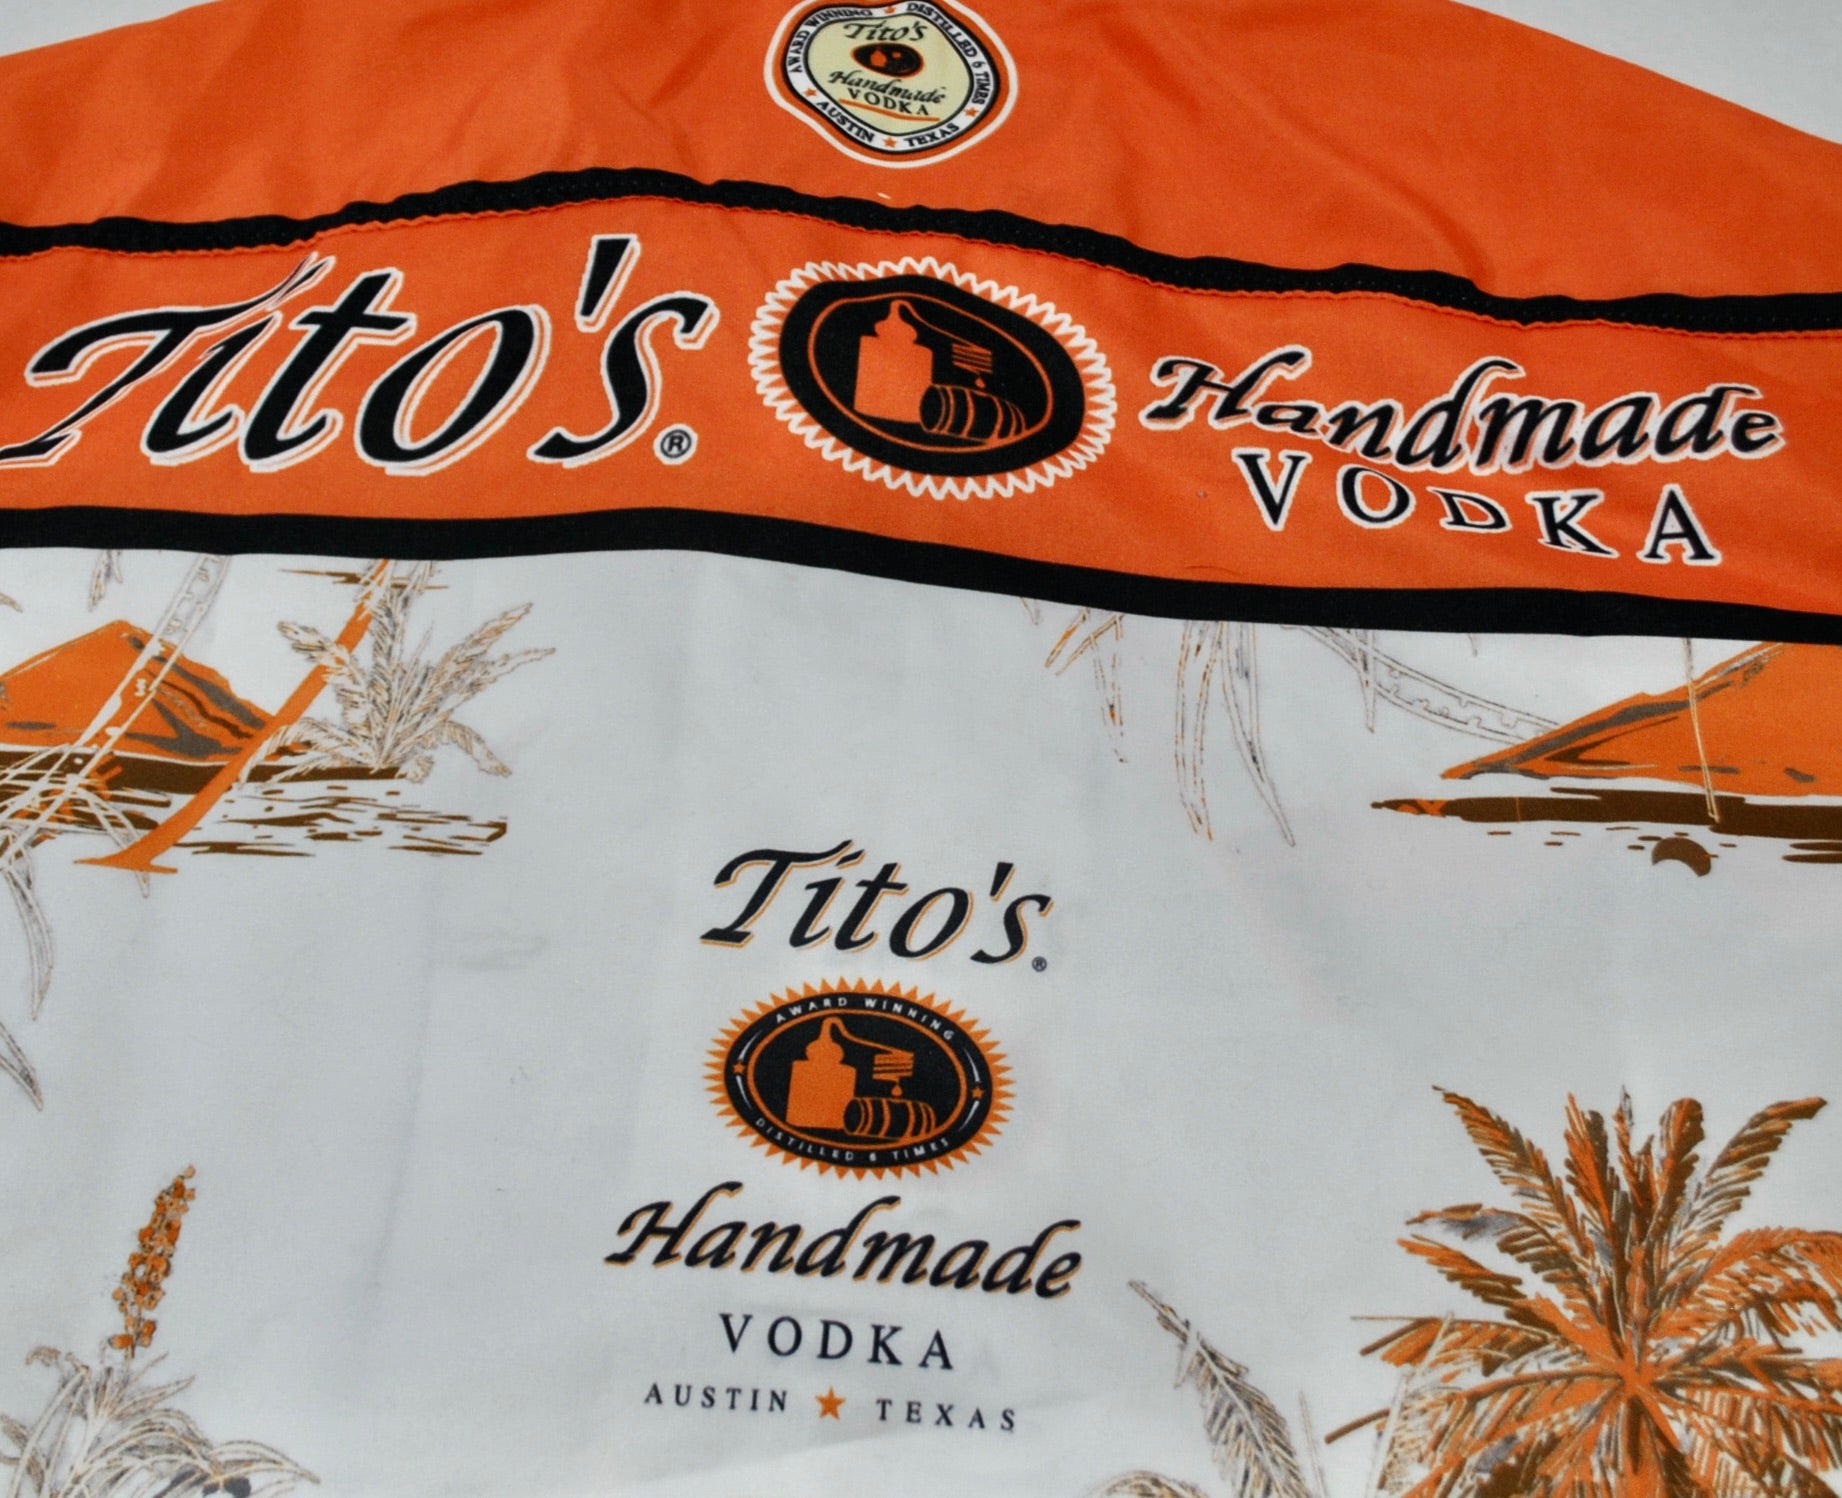 AWARD WINNING ★ DISTILLED 6 TIMES
Tito's
Handmade
VODKA
★ AUSTIN ★ TEXAS ★
Tito's®
Handmade
VODKA
Tito's®
AWARD WINNING
DISTILLED 6 TIMES
Handmade
VODKA
AUSTIN ★ TEXAS